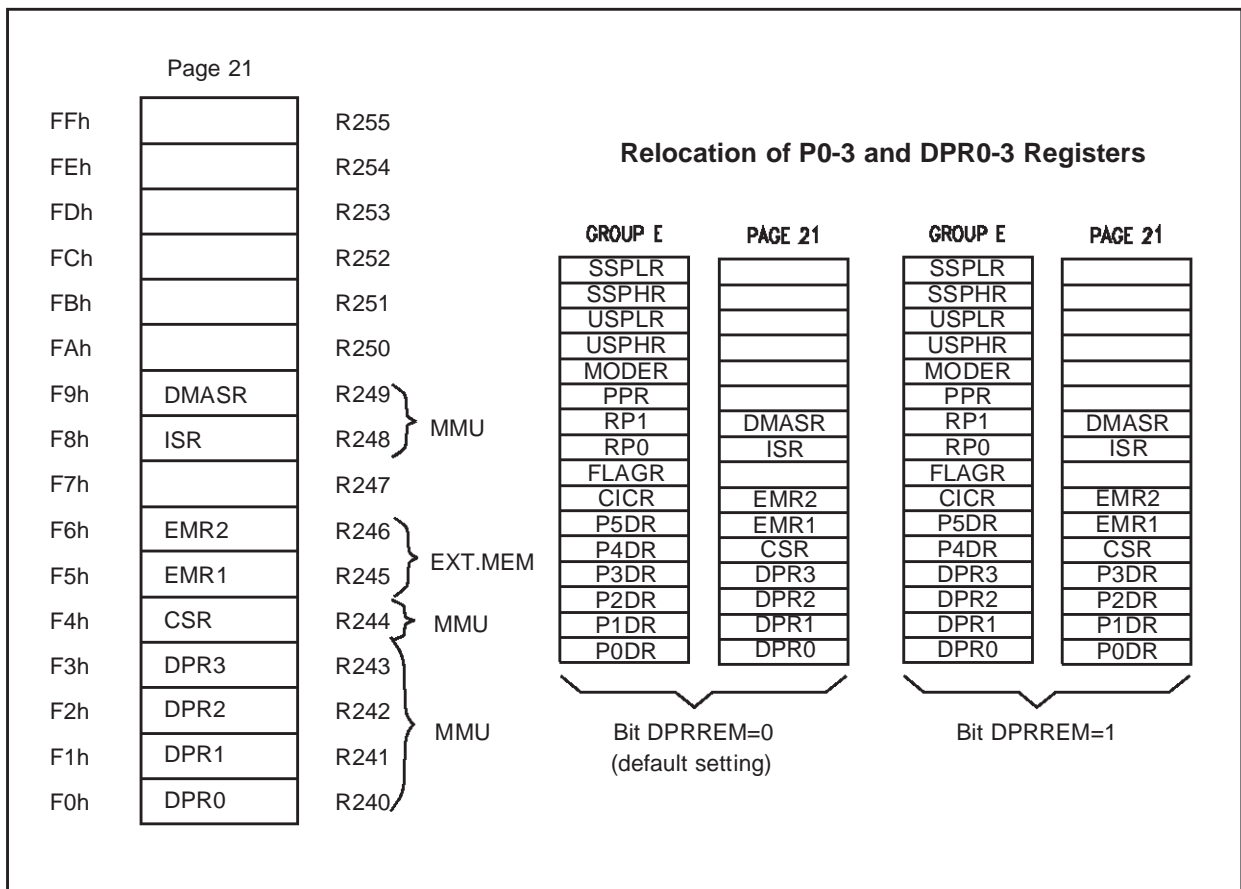 Page 21
FFh R255
FEh R254
FDh R253
FCh R252
FBh R251
FAh R250
F9h DMASR R249
F8h ISR R248
MMU
F7h R247
F6h EMR2 R246
F5h EMR1 R245
EXT.MEM
F4h CSR R244 MMU
F3h DPR3 R243
F2h DPR2 R242
F1h DPR1 R241
F0h DPR0 R240
MMU
Relocation of P0-3 and DPR0-3 Registers
GROUP E PAGE 21 GROUP E PAGE 21
SSPLR SSPLR
SSPHR SSPHR
USPLR USPLR
USPHR USPHR
MODER MODER
PPR PPR
RP1 DMASR RP1 DMASR
RP0 ISR RP0 ISR
FLAGR FLAGR
CICR EMR2 CICR EMR2
P5DR EMR1 P5DR EMR1
P4DR CSR P4DR CSR
P3DR DPR3 DPR3 P3DR
P2DR DPR2 DPR2 P2DR
P1DR DPR1 DPR1 P1DR
P0DR DPR0 DPR0 P0DR
Bit DPRREM=0 Bit DPRREM=1
(default setting)